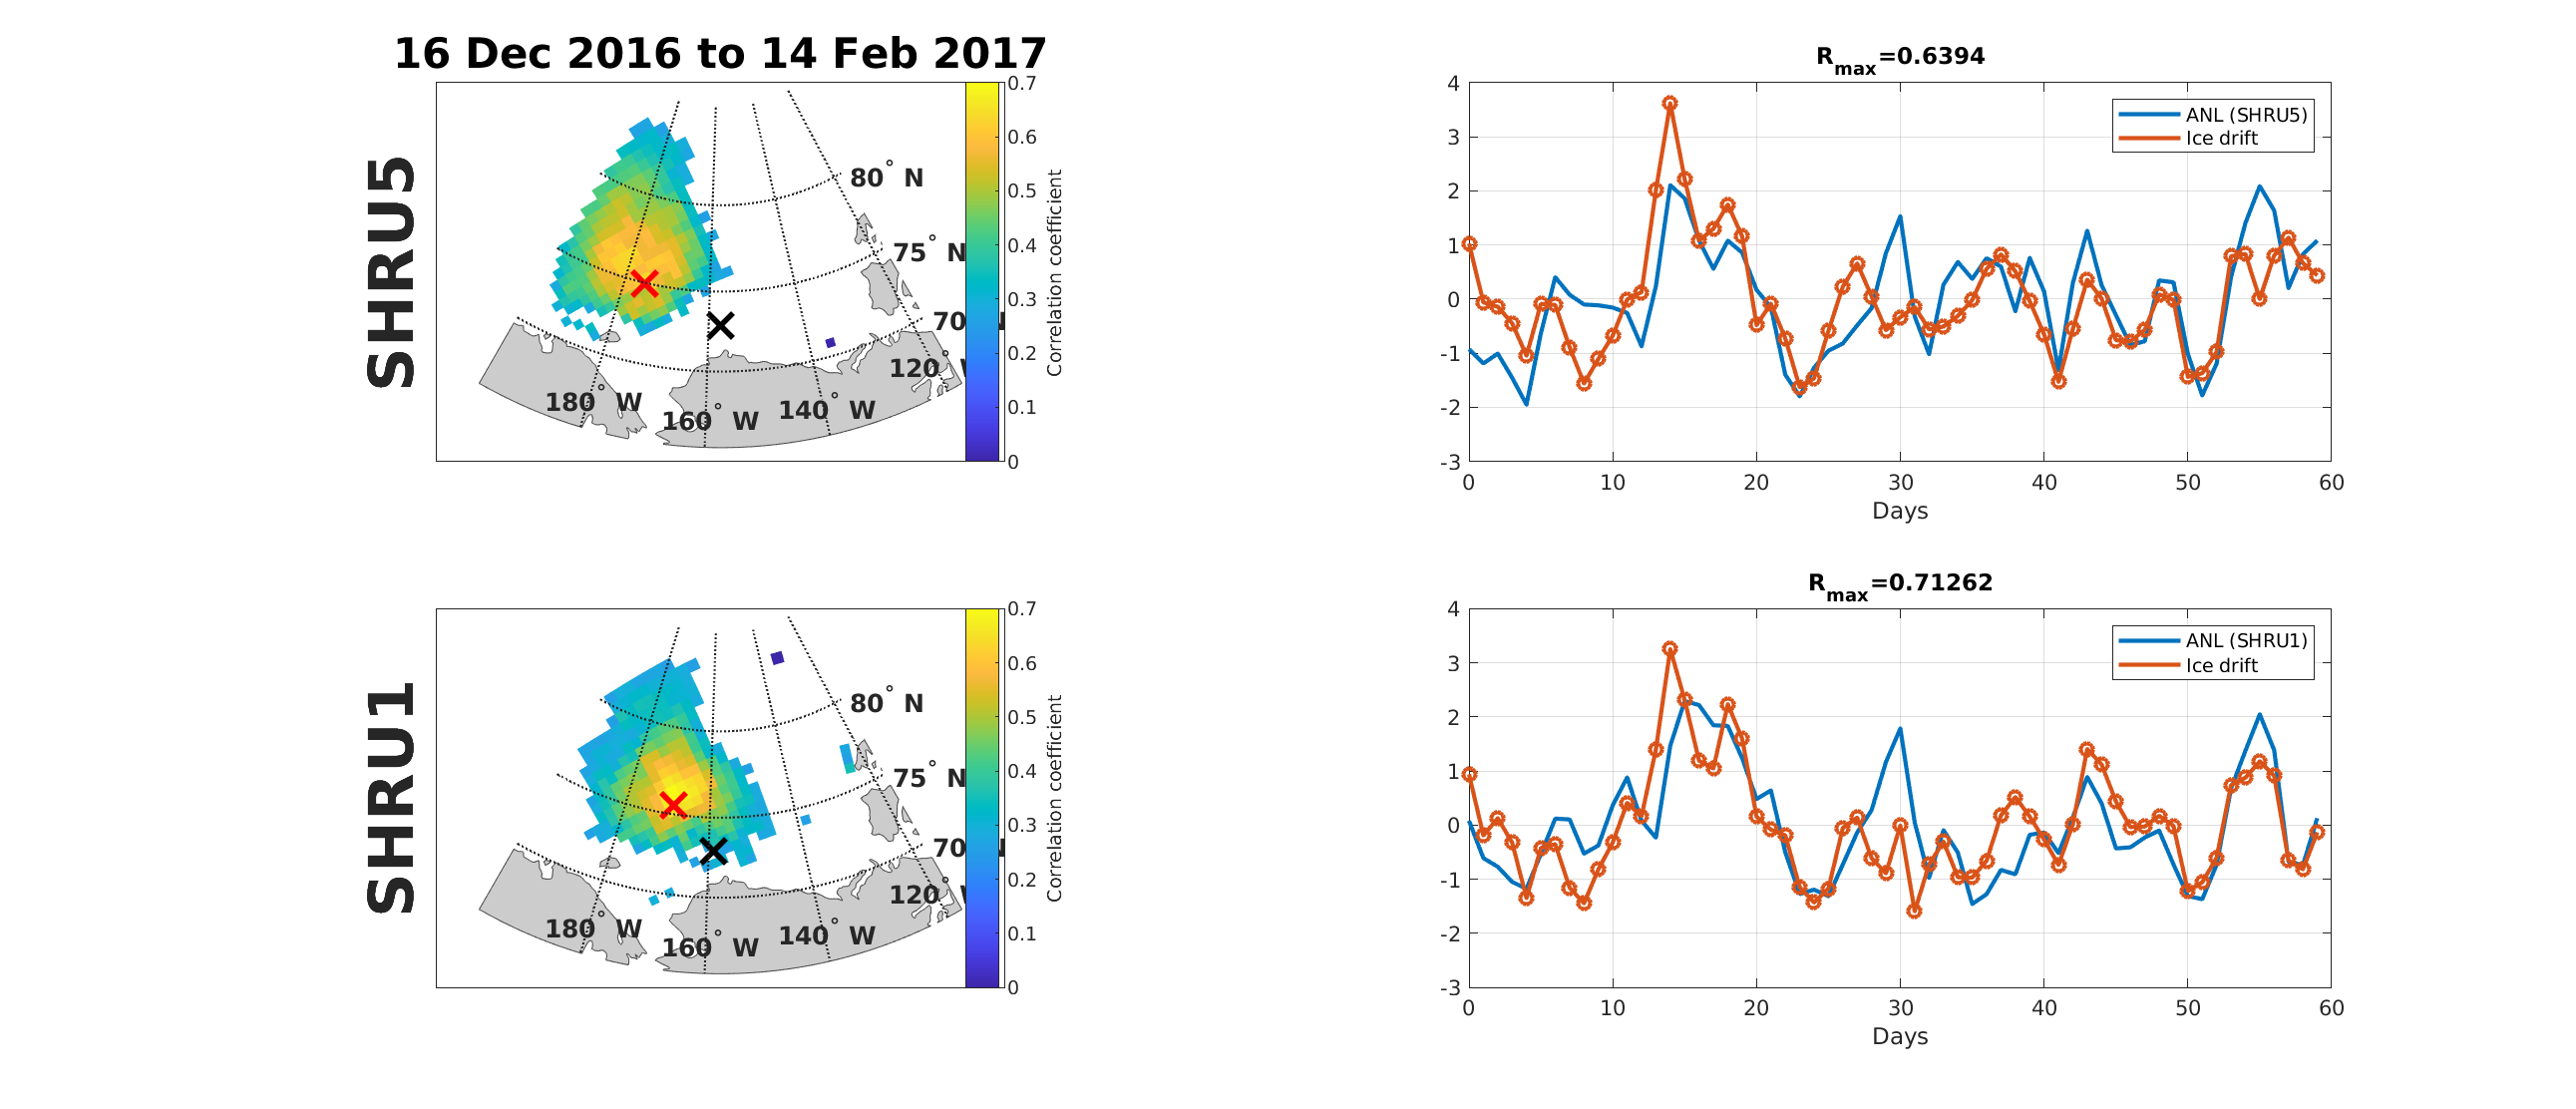 16 Dec 2016 to 14 Feb 2017
SHRU5
80° N
75° N
70
120° W
180° W
160° W
140° W
0.7
0.6
0.5
0.4
0.3
0.2
0.1
0
Correlation coefficient
Rmax=0.6394
4
3
2
1
0
-1
-2
-3
ANL (SHRU5)
Ice drift
0 10 20 30 40 50 60
Days
SHRU1
80° N
75° N
70
120° W
180° W
160° W
140° W
0.7
0.6
0.5
0.4
0.3
0.2
0.1
0
Correlation coefficient
Rmax=0.71262
4
3
2
1
0
-1
-2
-3
ANL (SHRU1)
Ice drift
0 10 20 30 40 50 60
Days